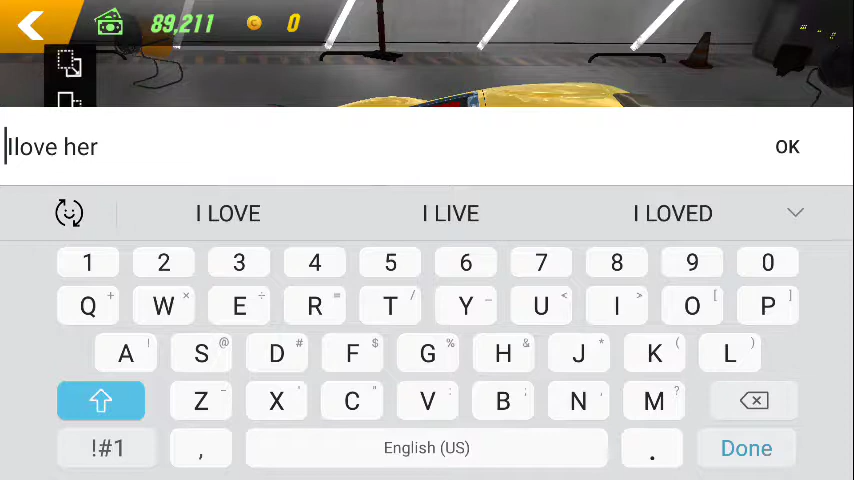 89,211 C 0
Ilove her OK
I LOVE I LIVE I LOVED
1 2 3 4 5 6 7 8 9 0
Q + W × E ÷ R = T / Y _ U < I > O [ P ]
A ! S @ D # F $ G % H & J * K ( L )
Z - X ' C " V : B ; N , M ?
!#1 , English (US) . Done